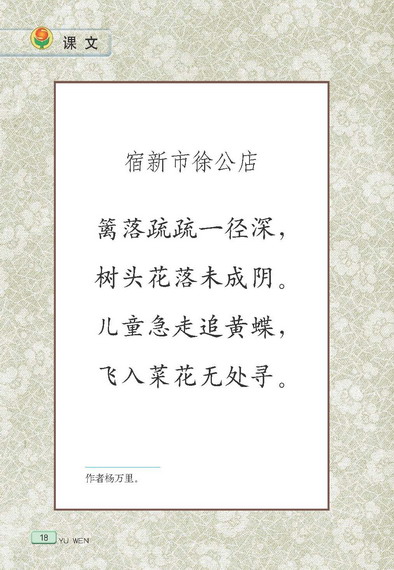 课文
宿新市徐公店
篱落疏疏一径深，
树头花落未成阴。
儿童急走追黄蝶，
飞入菜花无处寻。
作者杨万里。
18 YU WEN